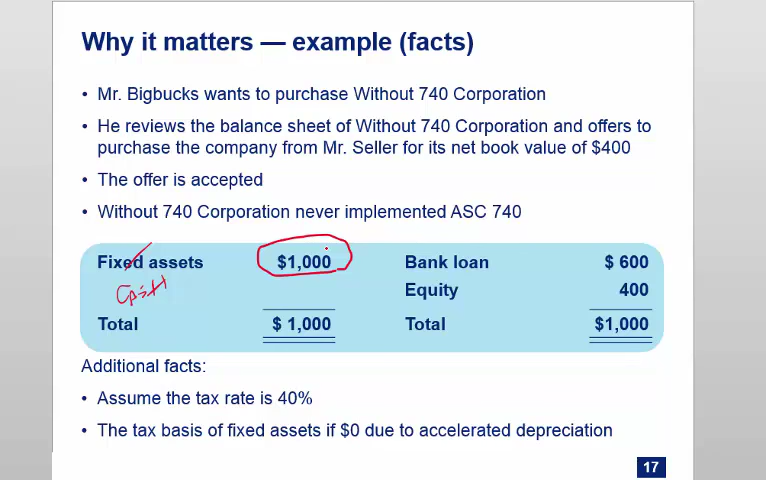 Why it matters — example (facts)
• Mr. Bigbucks wants to purchase Without 740 Corporation
• He reviews the balance sheet of Without 740 Corporation and offers to
purchase the company from Mr. Seller for its net book value of $400
• The offer is accepted
• Without 740 Corporation never implemented ASC 740
Fixed assets $1,000 Bank loan $ 600
Equity 400
Total $ 1,000 Total $1,000
Additional facts:
• Assume the tax rate is 40%
• The tax basis of fixed assets if $0 due to accelerated depreciation
17